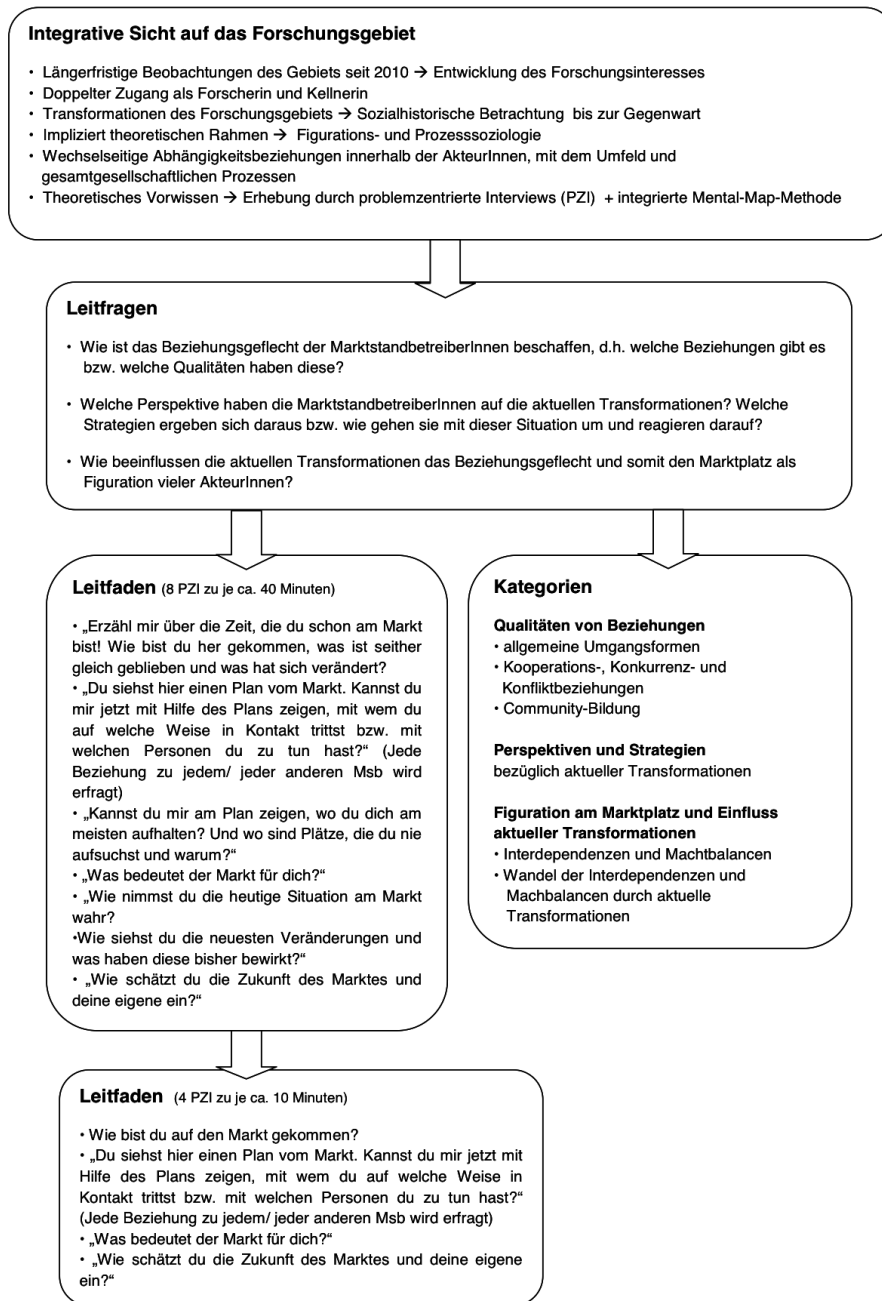 Integrative Sicht auf das Forschungsgebiet
• Längerfristige Beobachtungen des Gebiets seit 2010 → Entwicklung des Forschungsinteresses
• Doppelter Zugang als Forscherin und Kellnerin
• Transformationen des Forschungsgebiets → Sozialhistorische Betrachtung bis zur Gegenwart
• Impliziert theoretischen Rahmen → Figurations- und Prozesssoziologie
• Wechselseitige Abhängigkeitsbeziehungen innerhalb der AkteurInnen, mit dem Umfeld und
gesamtgesellschaftlichen Prozessen
• Theoretisches Vorwissen → Erhebung durch problemzentrierte Interviews (PZI) + integrierte Mental-Map-Methode
Leitfragen
• Wie ist das Beziehungsgeflecht der MarktstandbetreiberInnen beschaffen, d.h. welche Beziehungen gibt es
bzw. welche Qualitäten haben diese?
• Welche Perspektive haben die MarktstandbetreiberInnen auf die aktuellen Transformationen? Welche
Strategien ergeben sich daraus bzw. wie gehen sie mit dieser Situation um und reagieren darauf?
• Wie beeinflussen die aktuellen Transformationen das Beziehungsgeflecht und somit den Marktplatz als
Figuration vieler AkteurInnen?
Leitfaden (8 PZI zu je ca. 40 Minuten)
• „Erzähl mir über die Zeit, die du schon am Markt
bist! Wie bist du her gekommen, was ist seither
gleich geblieben und was hat sich verändert?
• „Du siehst hier einen Plan vom Markt. Kannst du
mir jetzt mit Hilfe des Plans zeigen, mit wem du
auf welche Weise in Kontakt trittst bzw. mit
welchen Personen du zu tun hast?“ (Jede
Beziehung zu jedem/ jeder anderen Msb wird
erfragt)
• „Kannst du mir am Plan zeigen, wo du dich am
meisten aufhalten? Und wo sind Plätze, die du nie
aufsuchst und warum?“
• „Was bedeutet der Markt für dich?“
• „Wie nimmst du die heutige Situation am Markt
wahr?
•Wie siehst du die neuesten Veränderungen und
was haben diese bisher bewirkt?“
• „Wie schätzt du die Zukunft des Marktes und
deine eigene ein?“
Kategorien
Qualitäten von Beziehungen
• allgemeine Umgangsformen
• Kooperations-, Konkurrenz- und
Konfliktbeziehungen
• Community-Bildung
Perspektiven und Strategien
bezüglich aktueller Transformationen
Figuration am Marktplatz und Einfluss
aktueller Transformationen
• Interdependenzen und Machtbalancen
• Wandel der Interdependenzen und
Machbalancen durch aktuelle
Transformationen
Leitfaden (4 PZI zu je ca. 10 Minuten)
• Wie bist du auf den Markt gekommen?
• „Du siehst hier einen Plan vom Markt. Kannst du mir jetzt mit
Hilfe des Plans zeigen, mit wem du auf welche Weise in
Kontakt trittst bzw. mit welchen Personen du zu tun hast?“
(Jede Beziehung zu jedem/ jeder anderen Msb wird erfragt)
• „Was bedeutet der Markt für dich?“
• „Wie schätzt du die Zukunft des Marktes und deine eigene
ein?“